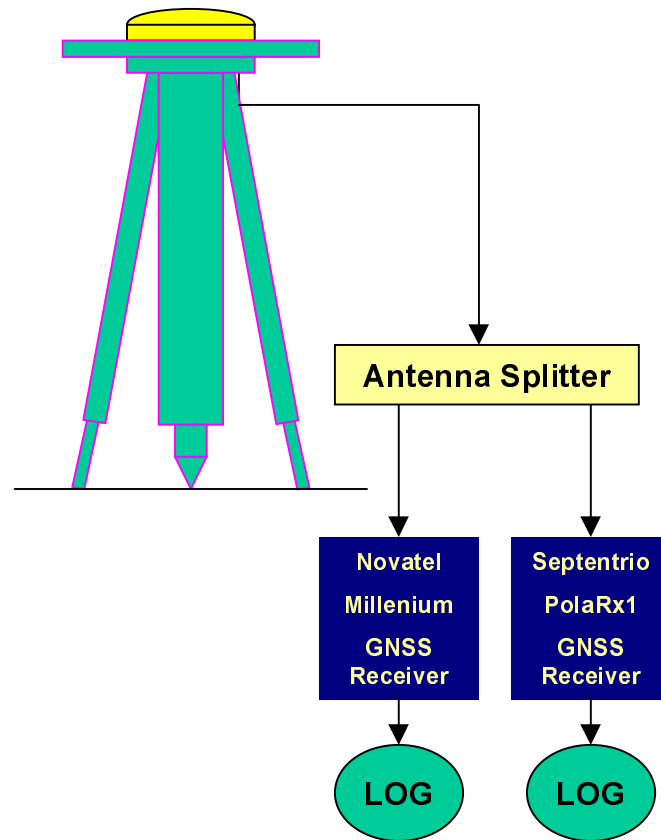 Antenna Splitter
Novatel
Millenium
GNSS
Receiver
Septentrio
PolaRx1
GNSS
Receiver
LOG
LOG